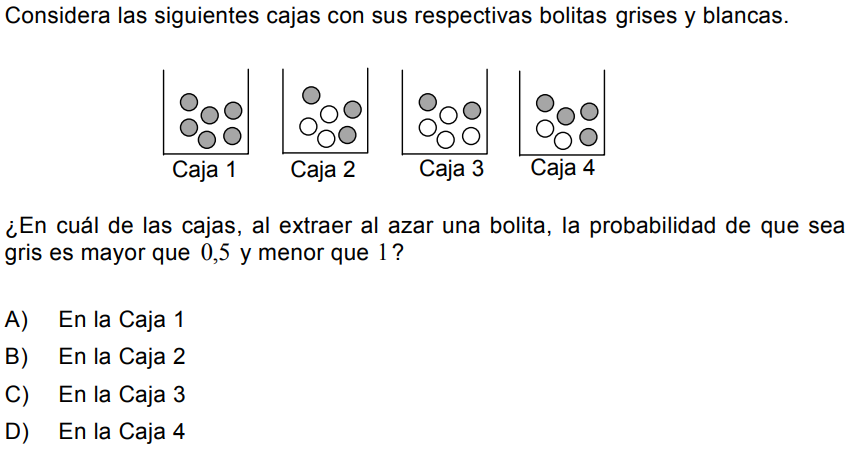 Considera las siguientes cajas con sus respectivas bolitas grises y blancas.
Caja 1 Caja 2 Caja 3 Caja 4
¿En cuál de las cajas, al extraer al azar una bolita, la probabilidad de que sea
gris es mayor que 0,5 y menor que 1?
A) En la Caja 1
B) En la Caja 2
C) En la Caja 3
D) En la Caja 4